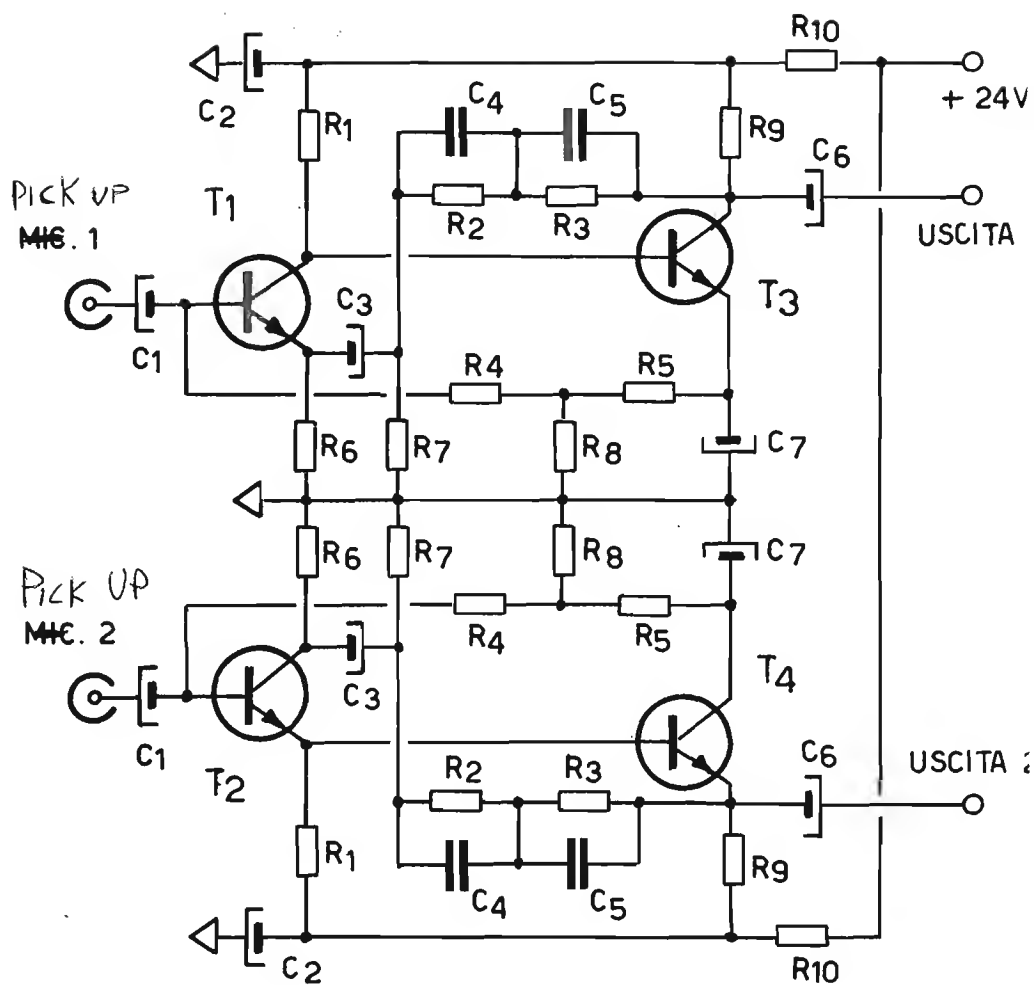 R10
+ 24V
C2
R1
C4
C5
R9
C6
PICK UP
MIC. 1
T1
R2
R3
USCITA
C1
C3
T3
R4
R5
R6
R7
R8
C7
R6
R7
R8
C7
PICK UP
MIC. 2
R4
R5
C3
T4
C1
T2
R2
R3
C6
USCITA 2
R1
C4
C5
R9
C2
R10